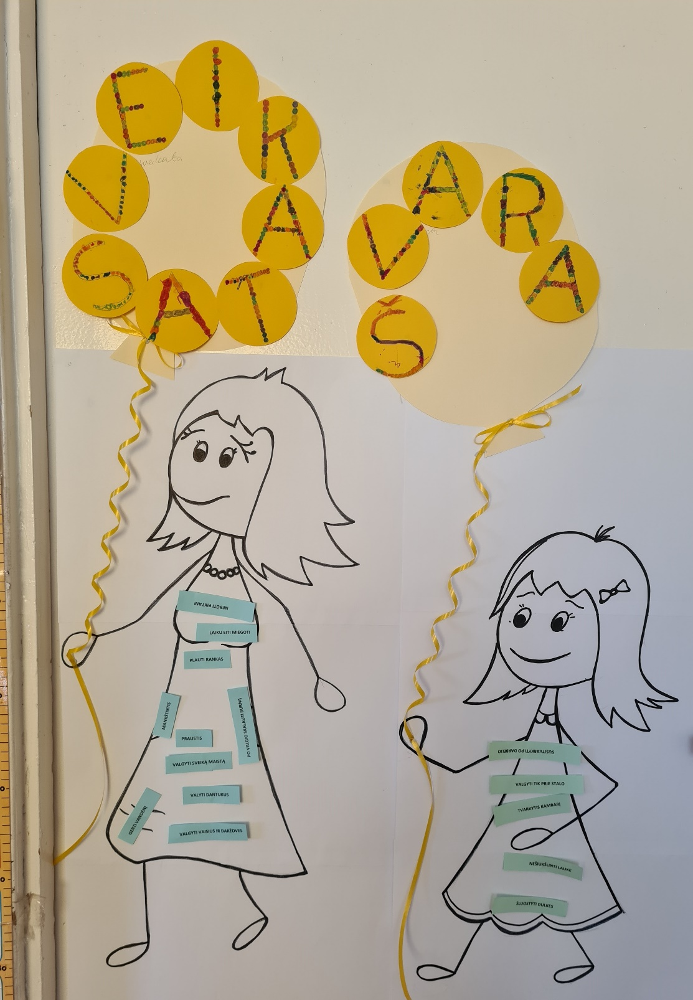 SVEIKATA
S
ŠVARA
NEBŪTI PIKTAM
LAIKU EITI MIEGOTI
PLAUTI RANKAS
MANKŠTINTIS
PO VALGIO SKALAUTI BURNĄ
PRAUSTIS
VALGYTI SVEIKĄ MAISTĄ
VALYTI DANTUKUS
GERTI VANDENĮ
VALGYTI VAISIUS IR DARŽOVES
SUSITVARKYTI PO DARBELIO
VALGYTI TIK PRIE STALO
TVARKYTIS KAMBARĮ
NEŠIUKŠLINTI LAUKE
ŠLUOSTYTI DULKES